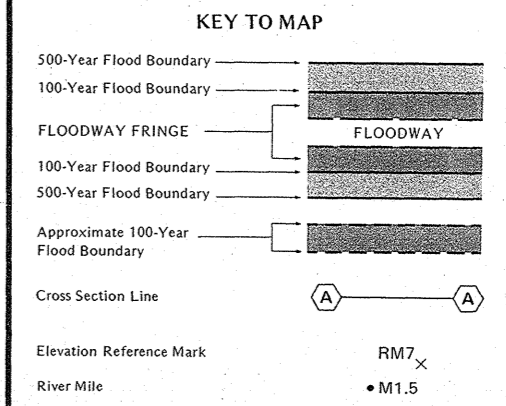 KEY TO MAP
500-Year Flood Boundary
100-Year Flood Boundary
FLOODWAY FRINGE
FLOODWAY
100-Year Flood Boundary
500-Year Flood Boundary
Approximate 100-Year
Flood Boundary
Cross Section Line
A A
Elevation Reference Mark
RM7
River Mile
M1.5